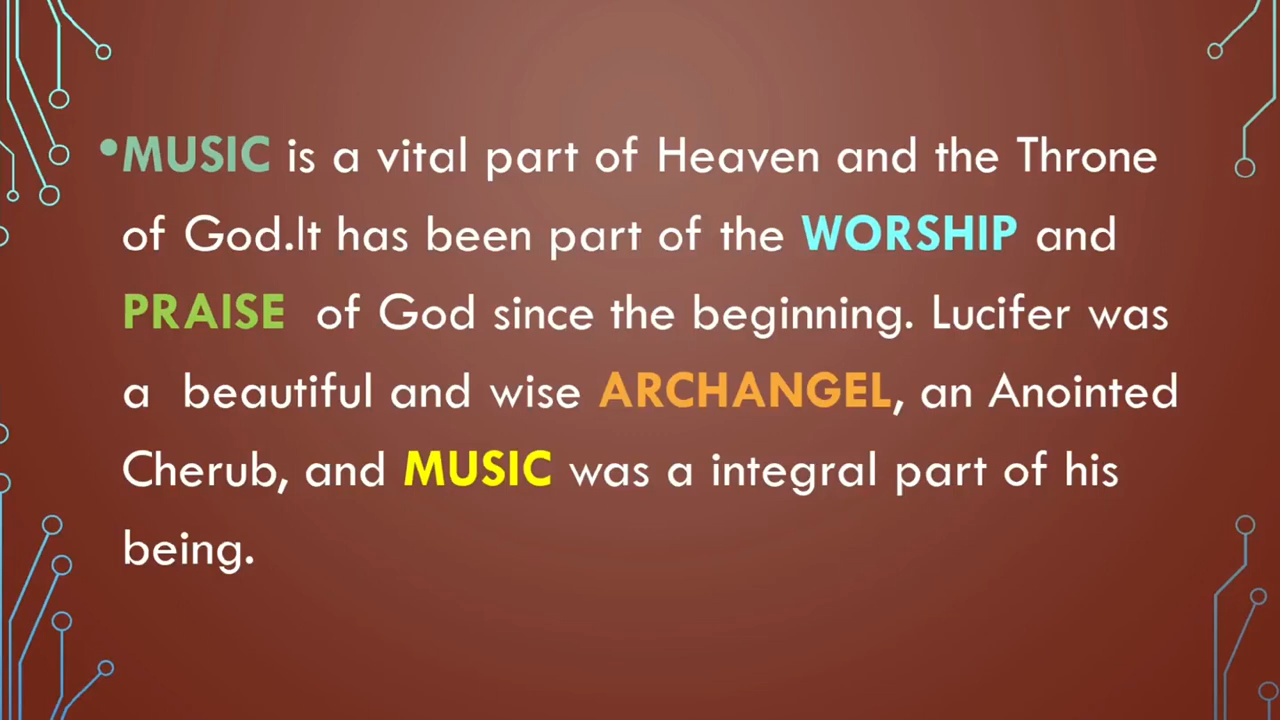 •MUSIC is a vital part of Heaven and the Throne
of God.It has been part of the WORSHIP and
PRAISE  of God since the beginning. Lucifer was
a  beautiful and wise ARCHANGEL, an Anointed
Cherub, and MUSIC was a integral part of his
being.